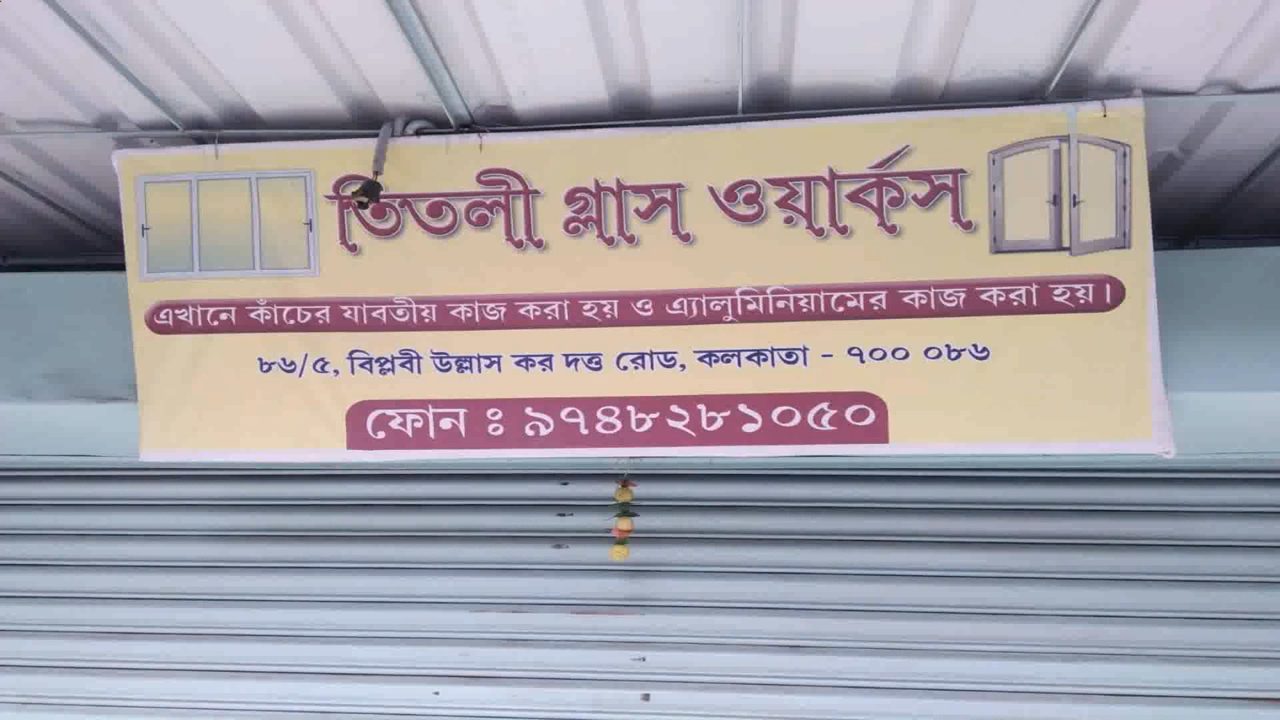 তিতলী গ্লাস ওয়ার্কস
এখানে কাঁচের যাবতীয় কাজ করা হয় ও এ্যালুমিনিয়ামের কাজ করা হয়।
৮৬/৫, বিপ্লবী উল্লাস কর দত্ত রোড, কলকাতা - ৭০০ ০৮৬
ফোন ঃ ৯৭৪৮২৮১০৫০